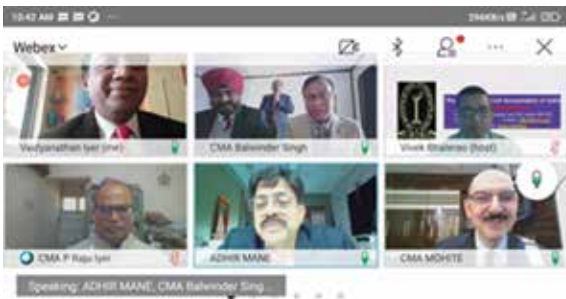 10:42 AM
Webex
Vaidyanathan Iyer (me)
CMA Balwinder Singh
Vivek Bhalerao (host)
CMA P Raju Iyer
ADHIR MANE
CMA MOHITE
Speaking: ADHIR MANE, CMA Balwinder Sing...